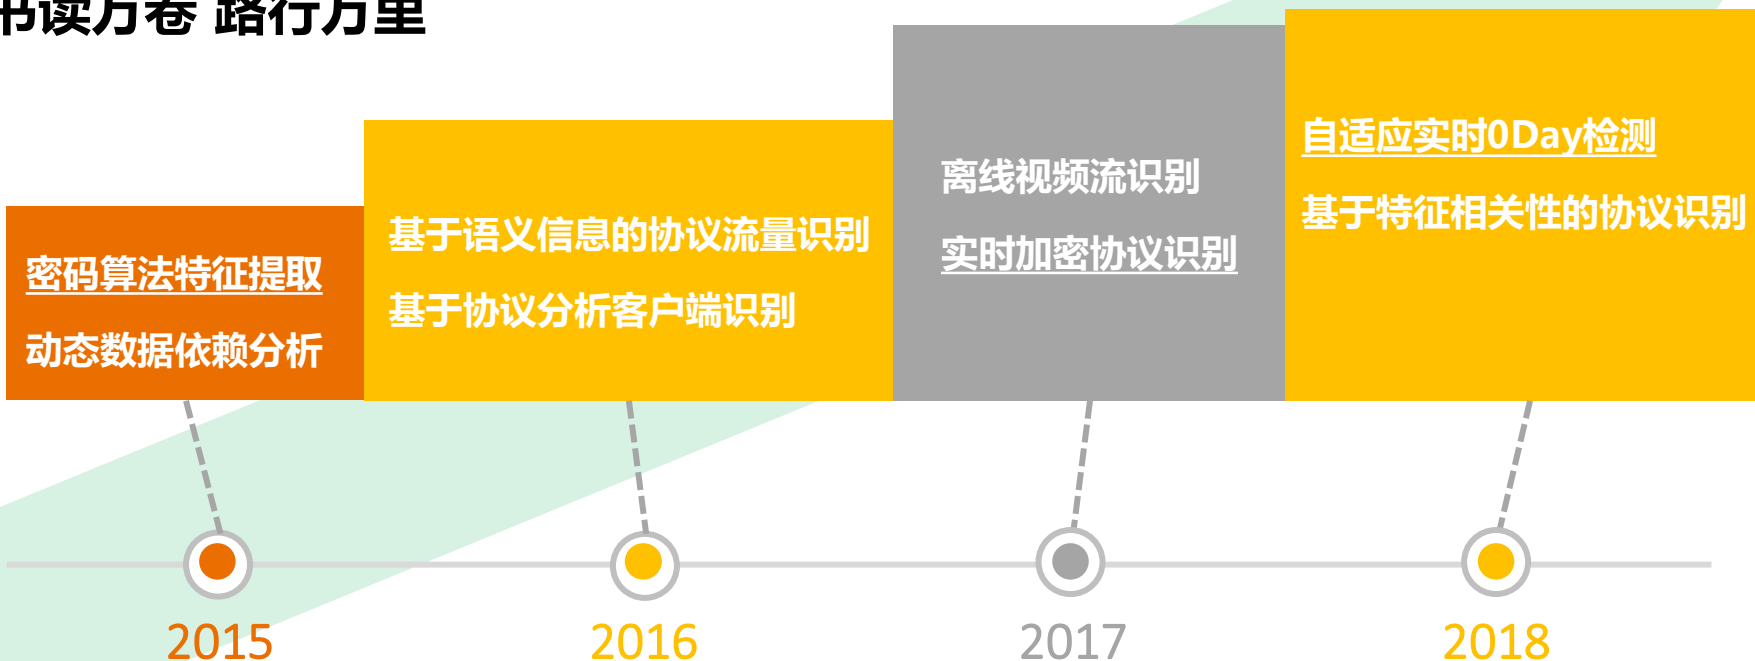 书读万卷 路行万里
密码算法特征提取
动态数据依赖分析
基于语义信息的协议流量识别
基于协议分析客户端识别
离线视频流识别
实时加密协议识别
自适应实时0Day检测
基于特征相关性的协议识别
2015
2016
2017
2018